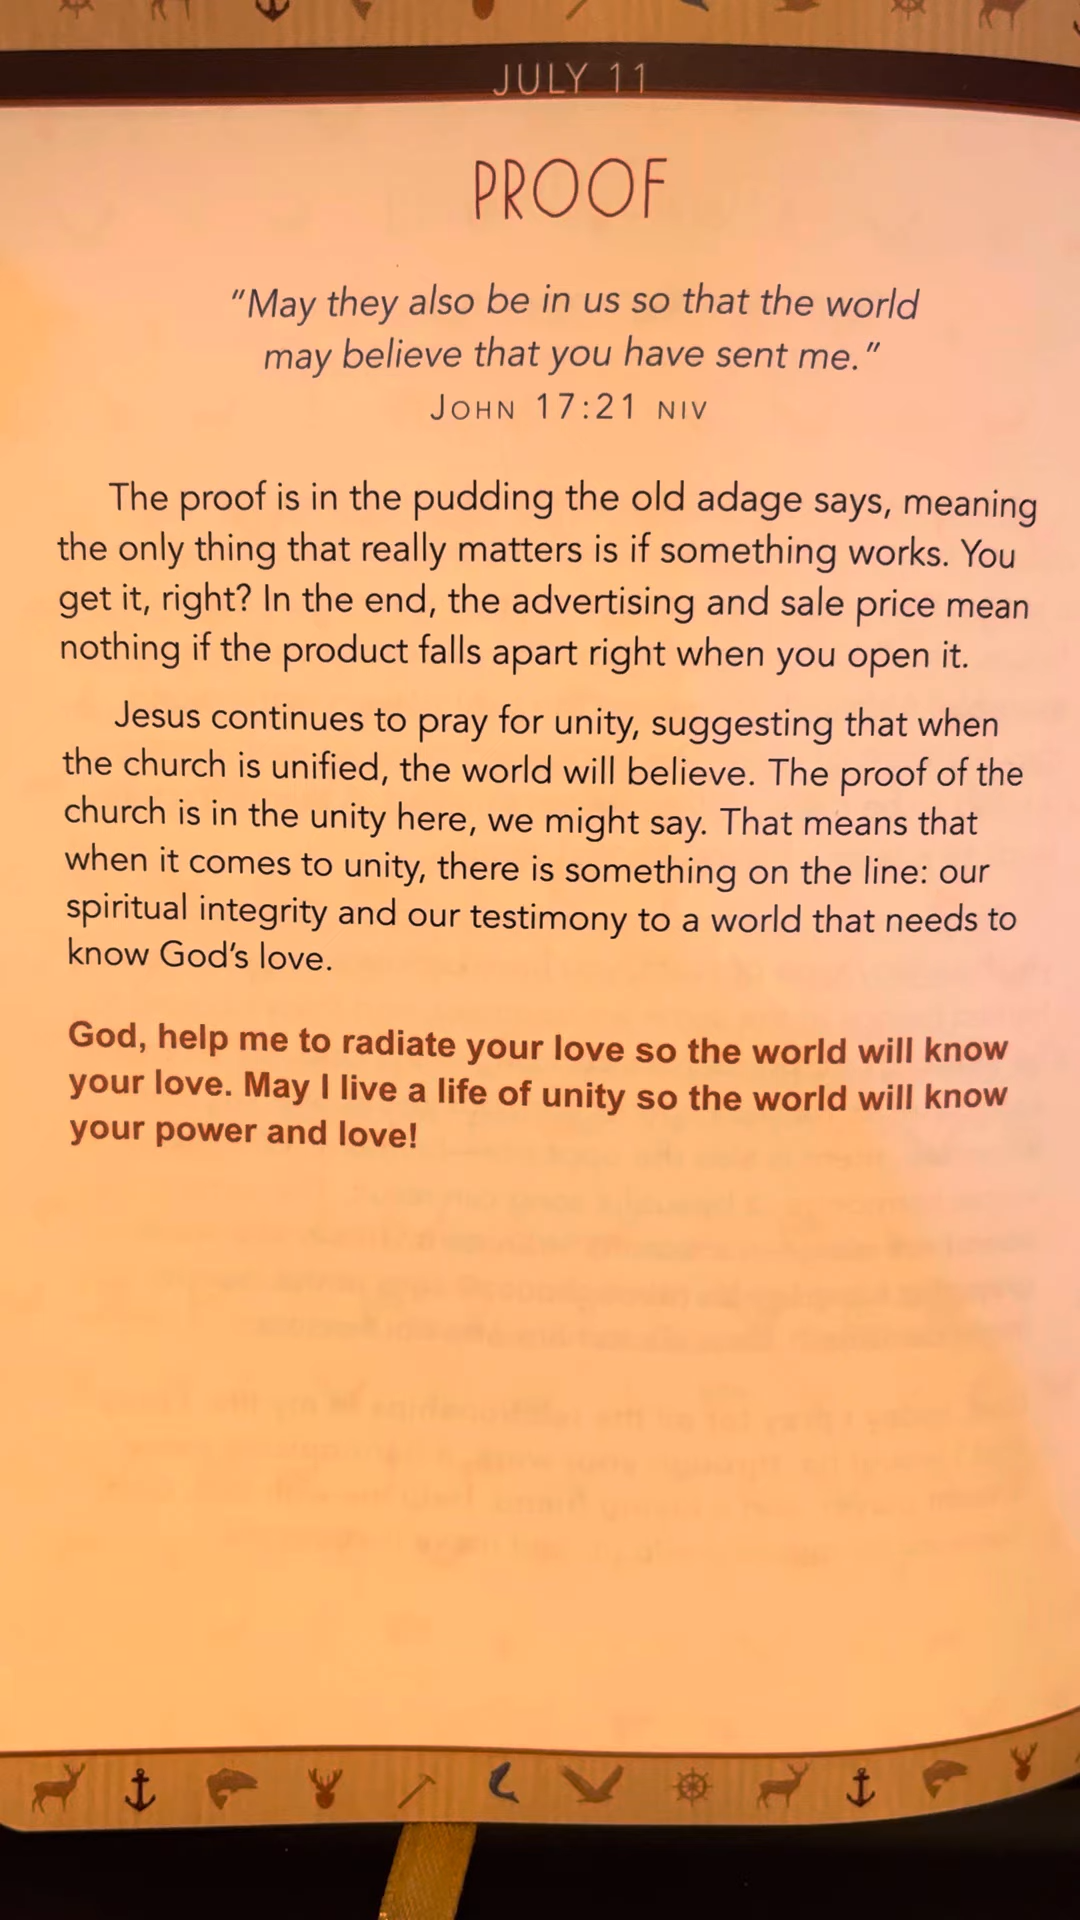 JULY 11
PROOF
"May they also be in us so that the world
may believe that you have sent me."
JOHN 17:21 NIV
The proof is in the pudding the old adage says, meaning
the only thing that really matters is if something works. You
get it, right? In the end, the advertising and sale price mean
nothing if the product falls apart right when you open it.
Jesus continues to pray for unity, suggesting that when
the church is unified, the world will believe. The proof of the
church is in the unity here, we might say. That means that
when it comes to unity, there is something on the line: our
spiritual integrity and our testimony to a world that needs to
know God's love.
God, help me to radiate your love so the world will know
your love. May I live a life of unity so the world will know
your power and love!